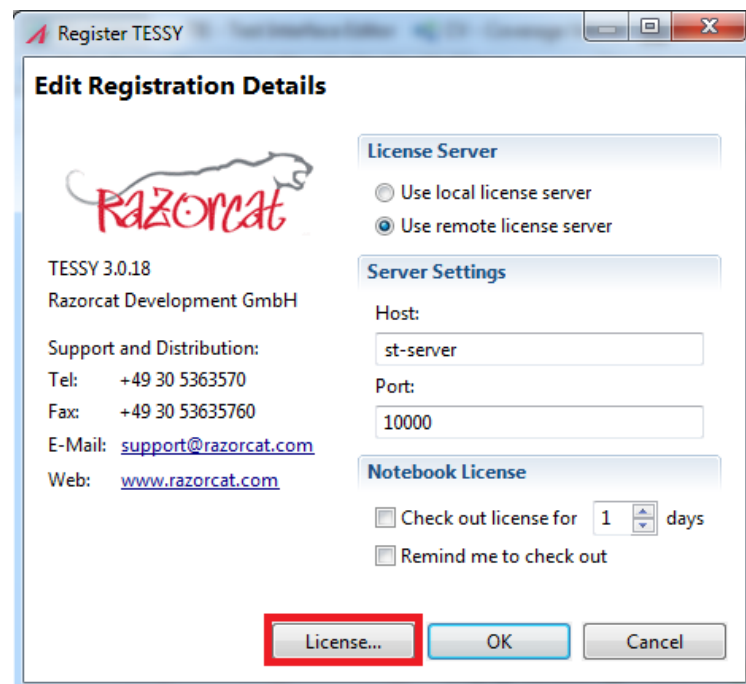 Register TESSY
Edit Registration Details
Razorcat
TESSY 3.0.18
Razorcat Development GmbH
Support and Distribution:
Tel: +49 30 5363570
Fax: +49 30 53635760
E-Mail: support@razorcat.com
Web: www.razorcat.com
License Server
Use local license server
Use remote license server
Server Settings
Host:
st-server
Port:
10000
Notebook License
Check out license for 1 days
Remind me to check out
License... OK Cancel